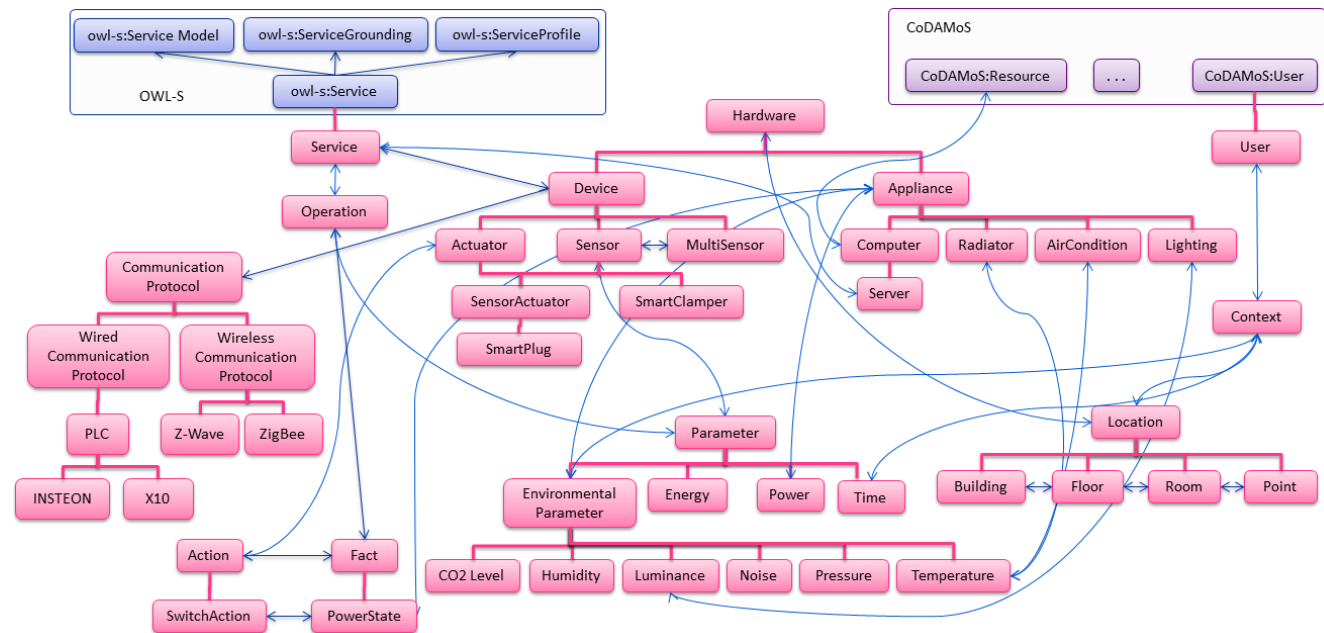 owl-s:Service Model
owl-s:ServiceGrounding
owl-s:ServiceProfile
owl-s:Service
OWL-S
CoDAMoS
CoDAMoS:Resource
. . .
CoDAMoS:User
Hardware
Service
User
Device
Appliance
Operation
Actuator
Sensor
MultiSensor
Computer
Radiator
AirCondition
Lighting
Communication
Protocol
SensorActuator
SmartClamper
Server
Context
Wired
Communication
Protocol
Wireless
Communication
Protocol
SmartPlug
PLC
Z-Wave
ZigBee
Parameter
Location
INSTEON
X10
Environmental
Parameter
Energy
Power
Time
Building
Floor
Room
Point
Action
Fact
CO2 Level
Humidity
Luminance
Noise
Pressure
Temperature
SwitchAction
PowerState